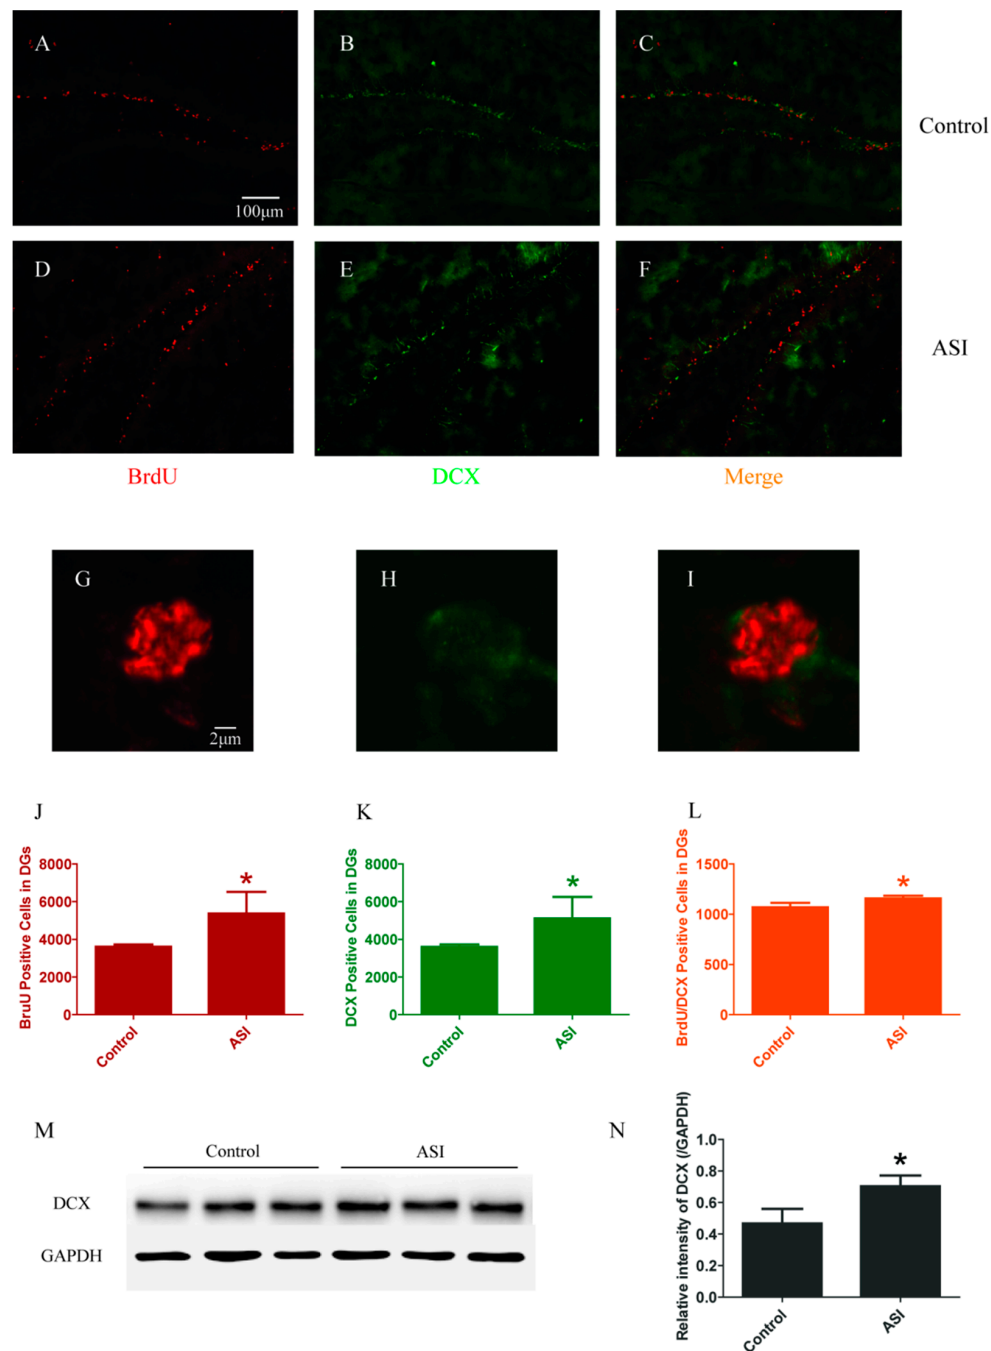 A
B
C
Control
100μm
D
E
F
ASI
BrdU
DCX
Merge
G
H
I
2μm
J
K
L
BruU Positive Cells in DGs
8000
6000
4000
2000
0
Control
ASI
*
DCX Positive Cells in DGs
8000
6000
4000
2000
0
Control
ASI
*
BrdU/DCX Positive Cells in DGs
1500
1000
500
0
Control
ASI
*
M
Control
ASI
DCX
GAPDH
N
Relative intensity of DCX (/GAPDH)
1.0
0.8
0.6
0.4
0.2
0.0
Control
ASI
*